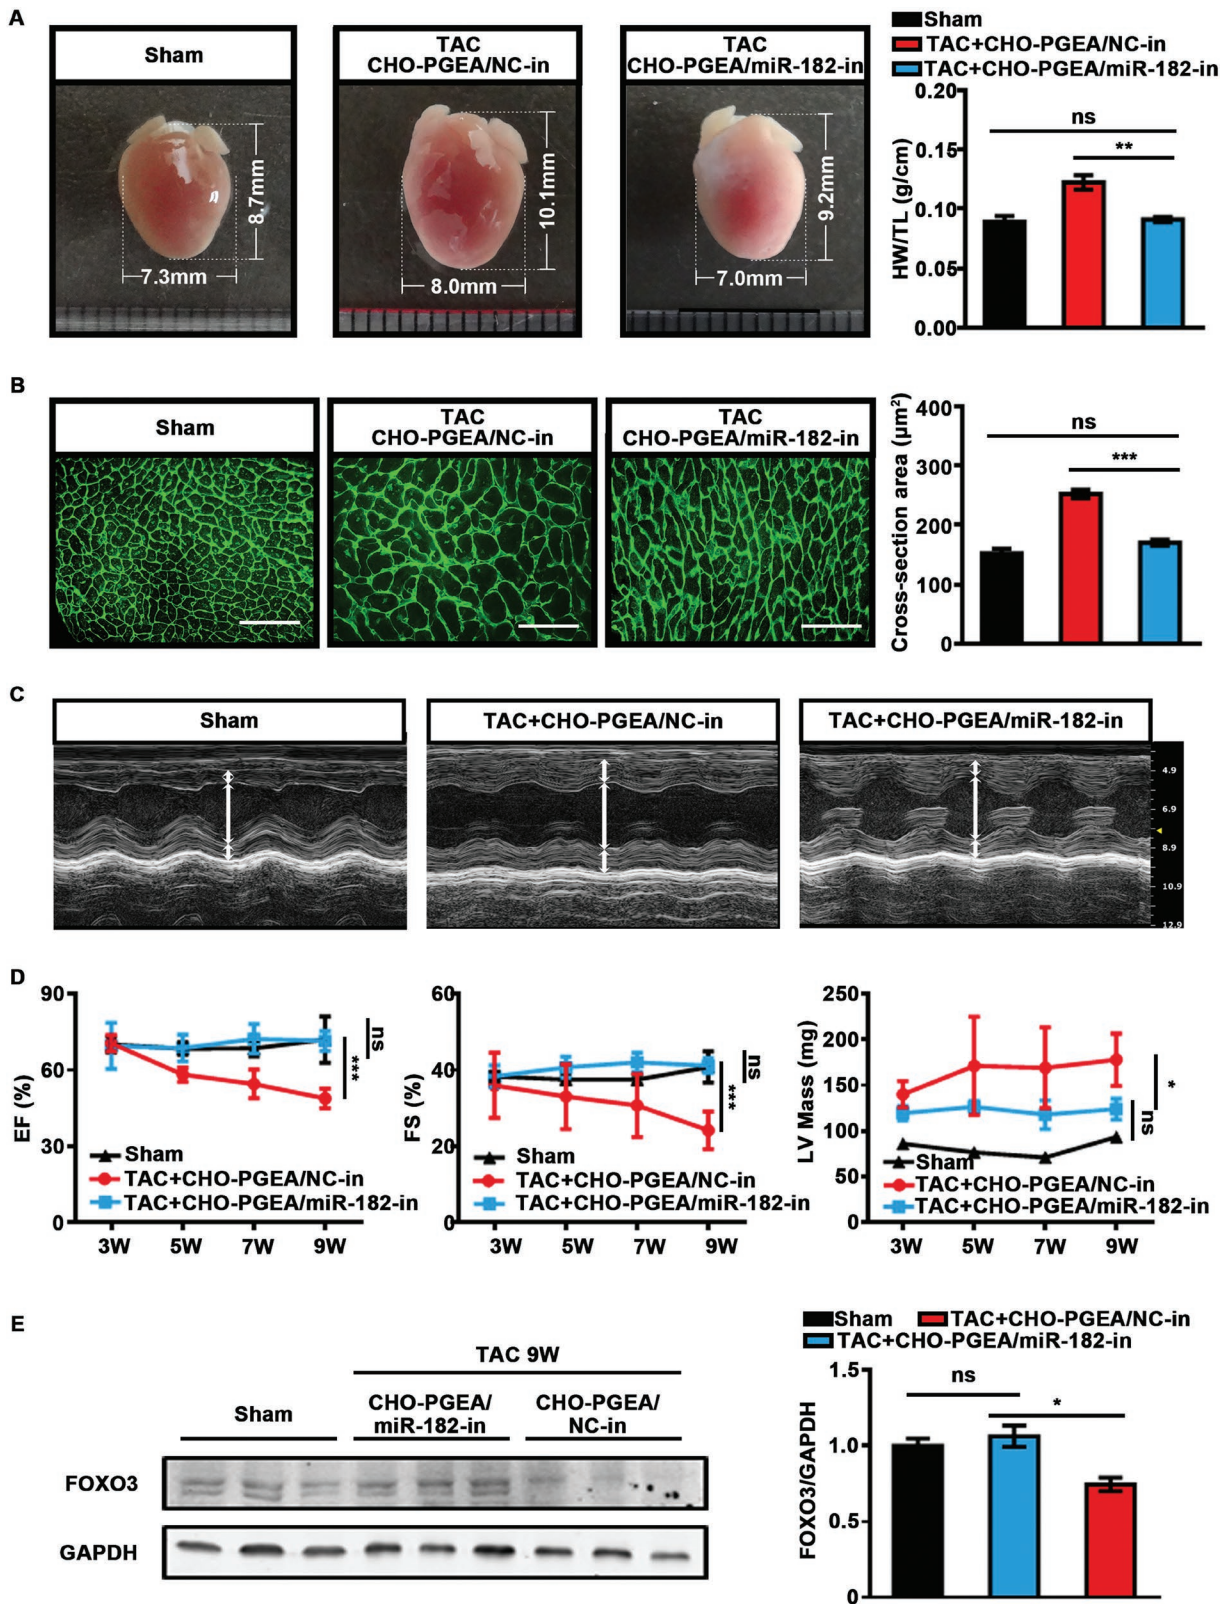 A
Sham
TAC
CHO-PGEA/NC-in
TAC
CHO-PGEA/miR-182-in
8.7mm
7.3mm
10.1mm
8.0mm
9.2mm
7.0mm
Sham
TAC+CHO-PGEA/NC-in
TAC+CHO-PGEA/miR-182-in
HW/TL (g/cm)
0.20
0.15
0.10
0.05
0.00
ns
**
B
Sham
TAC
CHO-PGEA/NC-in
TAC
CHO-PGEA/miR-182-in
Cross-section area (μm²)
400
300
200
100
0
ns
***
C
Sham
TAC+CHO-PGEA/NC-in
TAC+CHO-PGEA/miR-182-in
4.9
6.9
8.9
10.9
12.9
D
EF (%)
90
60
30
0
ns
***
Sham
TAC+CHO-PGEA/NC-in
TAC+CHO-PGEA/miR-182-in
3W 5W 7W 9W
FS (%)
60
40
20
0
ns
***
Sham
TAC+CHO-PGEA/NC-in
TAC+CHO-PGEA/miR-182-in
3W 5W 7W 9W
LV Mass (mg)
250
200
150
100
50
0
*
ns
Sham
TAC+CHO-PGEA/NC-in
TAC+CHO-PGEA/miR-182-in
3W 5W 7W 9W
E
TAC 9W
Sham
CHO-PGEA/
miR-182-in
CHO-PGEA/
NC-in
FOXO3
GAPDH
Sham TAC+CHO-PGEA/NC-in
TAC+CHO-PGEA/miR-182-in
FOXO3/GAPDH
1.5
1.0
0.5
0
ns
*